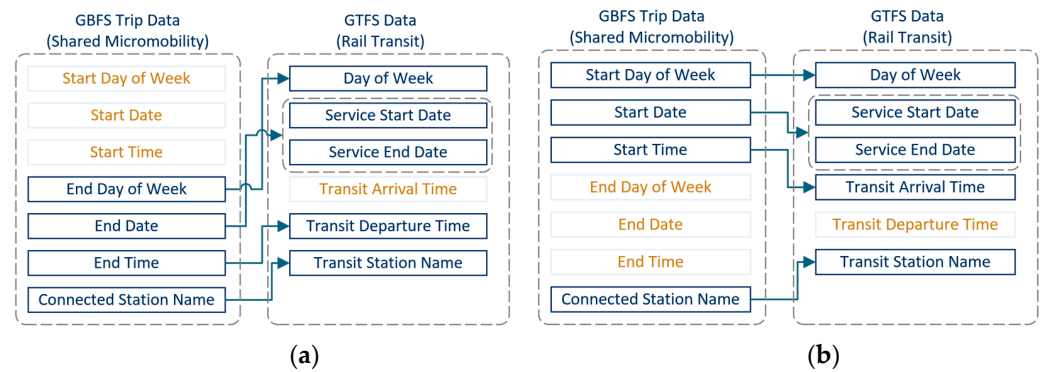 GBFS Trip Data
(Shared Micromobility)
Start Day of Week
Start Date
Start Time
End Day of Week
End Date
End Time
Connected Station Name
GTFS Data
(Rail Transit)
Day of Week
Service Start Date
Service End Date
Transit Arrival Time
Transit Departure Time
Transit Station Name
(a)
GBFS Trip Data
(Shared Micromobility)
Start Day of Week
Start Date
Start Time
End Day of Week
End Date
End Time
Connected Station Name
GTFS Data
(Rail Transit)
Day of Week
Service Start Date
Service End Date
Transit Arrival Time
Transit Departure Time
Transit Station Name
(b)